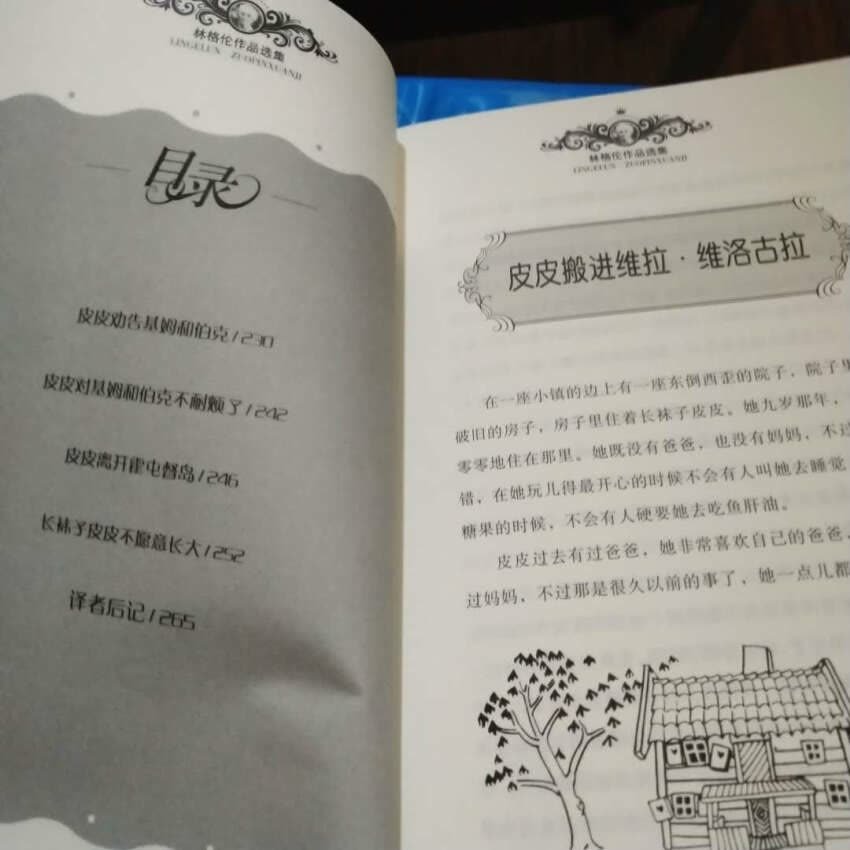 林格伦作品选集
LINGELUN ZUOPINXUANJI
目录
皮皮劝告基姆和伯克/230
皮皮对基姆和伯克不耐烦了/242
皮皮离开霍屯督岛/246
长袜子皮皮不愿意长大/252
译者后记/265
林格伦作品选集
LINGELUN ZUOPINXUANJI
皮皮搬进维拉·维洛古拉
在一座小镇的边上有一座东倒西歪的院子，院子里
破旧的房子，房子里住着长袜子皮皮。她九岁那年，
零零地住在那里。她既没有爸爸，也没有妈妈，不过
错，在她玩儿得最开心的时候不会有人叫她去睡觉
糖果的时候，不会有人硬要她去吃鱼肝油。
皮皮过去有过爸爸，她非常喜欢自己的爸爸，
过妈妈，不过那是很久以前的事了，她一点儿都